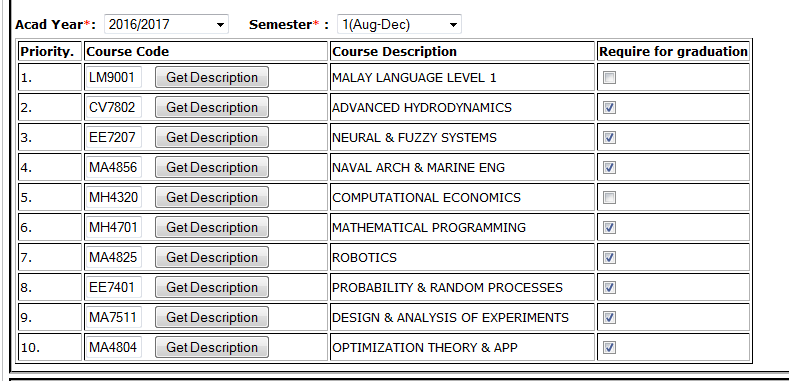 Acad Year*: 2016/2017 Semester* : 1(Aug-Dec)
Priority. Course Code Course Description Require for graduation
1. LM9001 Get Description MALAY LANGUAGE LEVEL 1
2. CV7802 Get Description ADVANCED HYDRODYNAMICS
3. EE7207 Get Description NEURAL & FUZZY SYSTEMS
4. MA4856 Get Description NAVAL ARCH & MARINE ENG
5. MH4320 Get Description COMPUTATIONAL ECONOMICS
6. MH4701 Get Description MATHEMATICAL PROGRAMMING
7. MA4825 Get Description ROBOTICS
8. EE7401 Get Description PROBABILITY & RANDOM PROCESSES
9. MA7511 Get Description DESIGN & ANALYSIS OF EXPERIMENTS
10. MA4804 Get Description OPTIMIZATION THEORY & APP